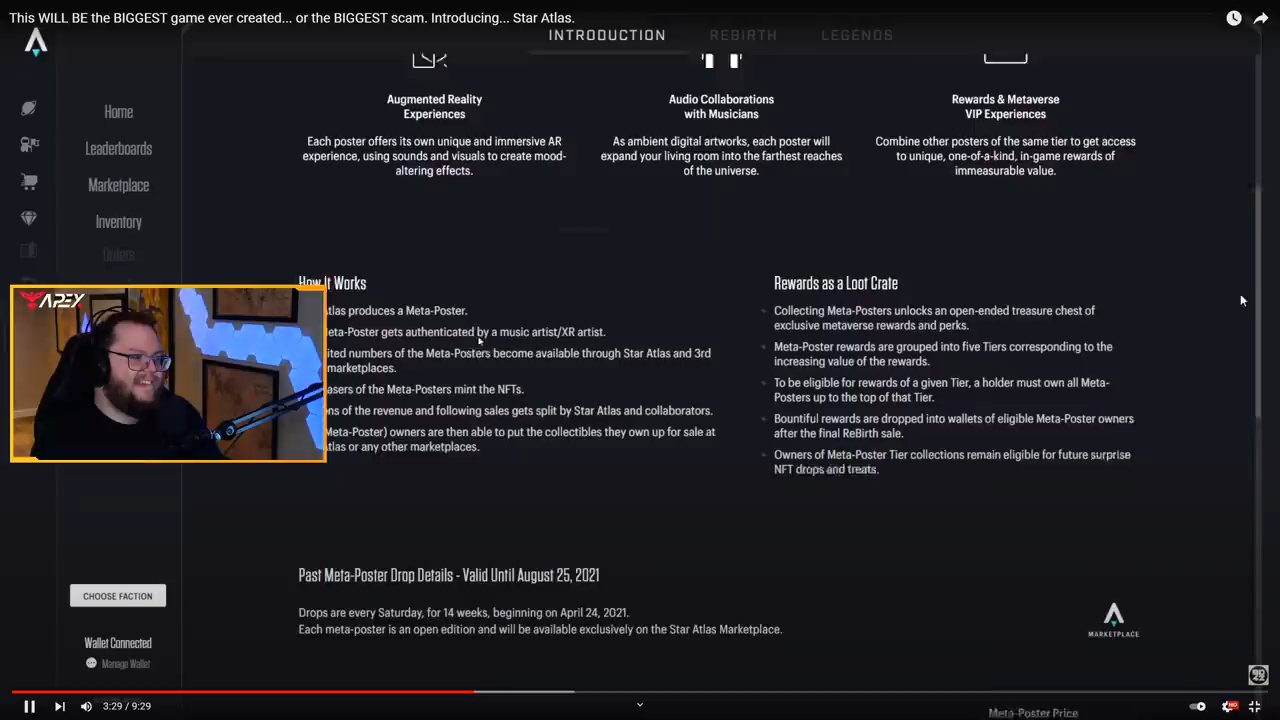 This WILL BE the BIGGEST game ever created... or the BIGGEST scam. Introducing... Star Atlas.
INTRODUCTION
REBIRTH
LEGENDS
Home
Leaderboards
Marketplace
Inventory
Orders
Augmented Reality
Experiences
Each poster offers its own unique and immersive AR
experience, using sounds and visuals to create mood-
altering effects.
Audio Collaborations
with Musicians
As ambient digital artworks, each poster will
expand your living room into the farthest reaches
of the universe.
Rewards & Metaverse
VIP Experiences
Combine other posters of the same tier to get access
to unique, one-of-a-kind, in-game rewards of
immeasurable value.
How It Works
tlas produces a Meta-Poster.
eta-Poster gets authenticated by a music artist/XR artist.
ited numbers of the Meta-Posters become available through Star Atlas and 3rd
marketplaces.
asers of the Meta-Posters mint the NFTs.
ons of the revenue and following sales gets split by Star Atlas and collaborators.
Meta-Poster) owners are then able to put the collectibles they own up for sale at
tlas or any other marketplaces.
Rewards as a Loot Crate
Collecting Meta-Posters unlocks an open-ended treasure chest of
exclusive metaverse rewards and perks.
Meta-Poster rewards are grouped into five Tiers corresponding to the
increasing value of the rewards.
To be eligible for rewards of a given Tier, a holder must own all Meta-
Posters up to the top of that Tier.
Bountiful rewards are dropped into wallets of eligible Meta-Poster owners
after the final ReBirth sale.
Owners of Meta-Poster Tier collections remain eligible for future surprise
NFT drops and treats.
APEX
Past Meta-Poster Drop Details - Valid Until August 25, 2021
Drops are every Saturday, for 14 weeks, beginning on April 24, 2021.
Each meta-poster is an open edition and will be available exclusively on the Star Atlas Marketplace.
MARKETPLACE
CHOOSE FACTION
Wallet Connected
Manage Wallet
Meta-Poster Price
3:29 / 9:29
HD